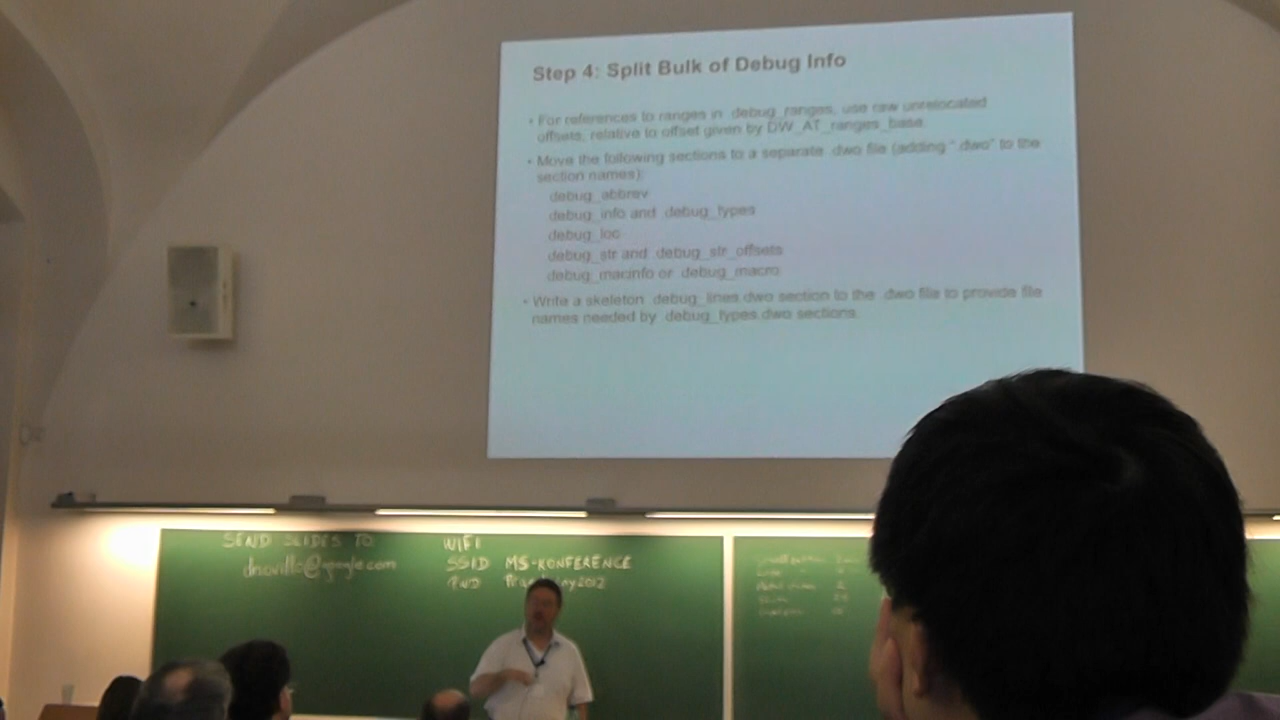 Step 4: Split Bulk of Debug Info
• For references to ranges in .debug_ranges, use raw unrelocated
offsets, relative to offset given by DW_AT_ranges_base.
• Move the following sections to a separate .dwo file (adding ".dwo" to the
section names):
.debug_abbrev
.debug_info and .debug_types
.debug_loc
.debug_str and .debug_str_offsets
.debug_macinfo or .debug_macro
• Write a skeleton .debug_lines.dwo section to the .dwo file to provide file
names needed by .debug_types.dwo sections.
SEND SLIDES TO
dnovillo@google.com
WIFI
SSID MS-KONFERENCE
PWD